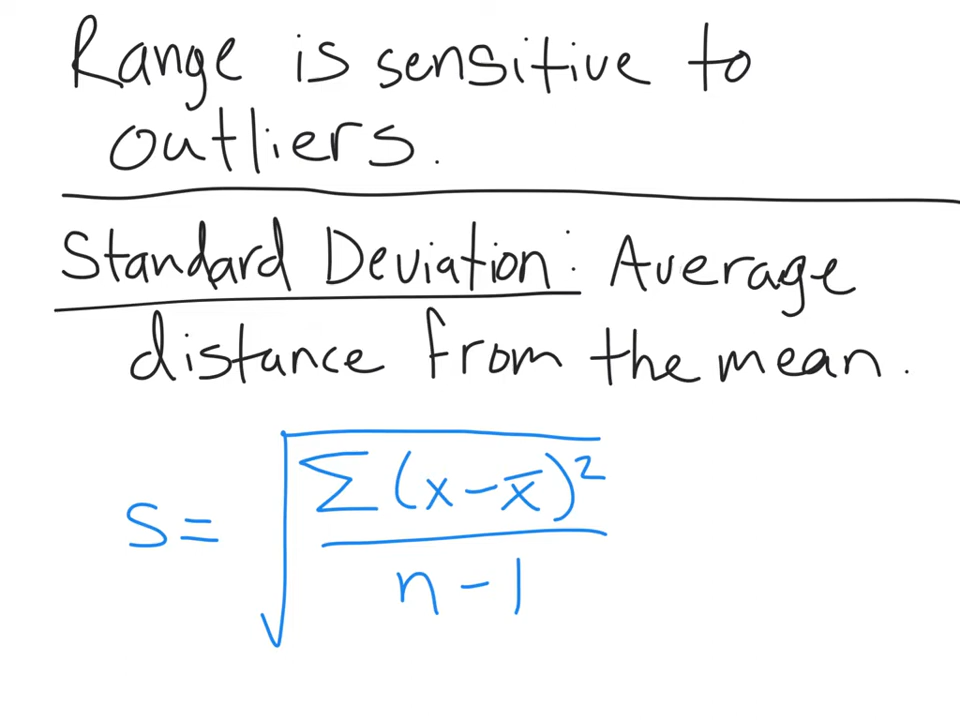 Range is sensitive to
outliers.
Standard Deviation: Average
distance from the mean.
s = √(Σ(x - x̄)² / (n - 1))